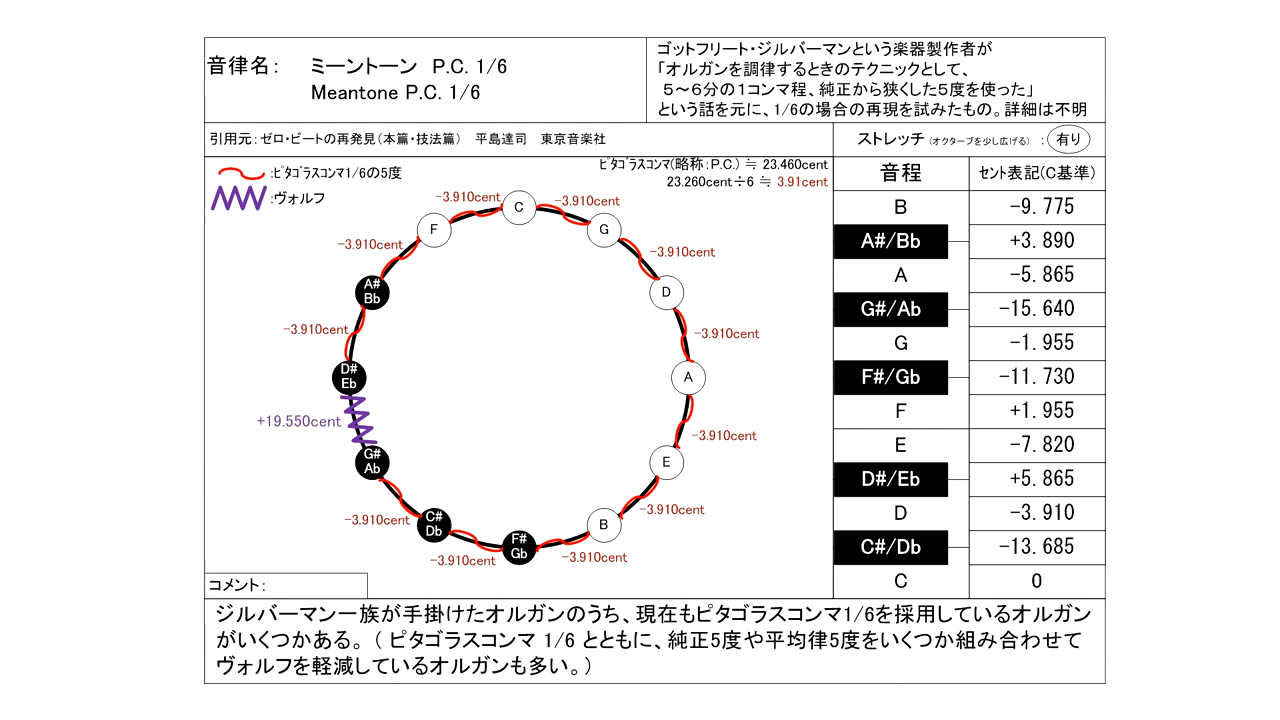 音律名： ミーントーン P.C. 1/6
Meantone P.C. 1/6
ゴットフリート・ジルバーマンという楽器製作者が
「オルガンを調律するときのテクニックとして、
５～６分の１コンマ程、純正から狭くした５度を使った」
という話を元に、1/6の場合の再現を試みたもの。詳細は不明
引用元：ゼロ・ビートの再発見（本篇・技法篇） 平島達司 東京音楽社
ストレッチ （オクターブを少し広げる） ： 有り
:ﾋﾟﾀｺﾞﾗｽｺﾝﾏ1/6の5度
:ヴォルフ
ﾋﾟﾀｺﾞﾗｽｺﾝﾏ(略称：P.C.) ≒ 23.460cent
23.260cent÷6 ≒ 3.91cent
-3.910cent
C
-3.910cent
F
G
-3.910cent
-3.910cent
A#
Bb
D
-3.910cent
-3.910cent
D#
Eb
A
+19.550cent
-3.910cent
G#
Ab
E
-3.910cent
-3.910cent
C#
Db
B
F#
Gb
-3.910cent
-3.910cent
音程 セント表記(C基準)
B -9.775
A#/Bb +3.890
A -5.865
G#/Ab -15.640
G -1.955
F#/Gb -11.730
F +1.955
E -7.820
D#/Eb +5.865
D -3.910
C#/Db -13.685
C 0
コメント：
ジルバーマン一族が手掛けたオルガンのうち、現在もピタゴラスコンマ1/6を採用しているオルガン
がいくつかある。（ ピタゴラスコンマ 1/6 とともに、純正5度や平均律5度をいくつか組み合わせて
ヴォルフを軽減しているオルガンも多い。）